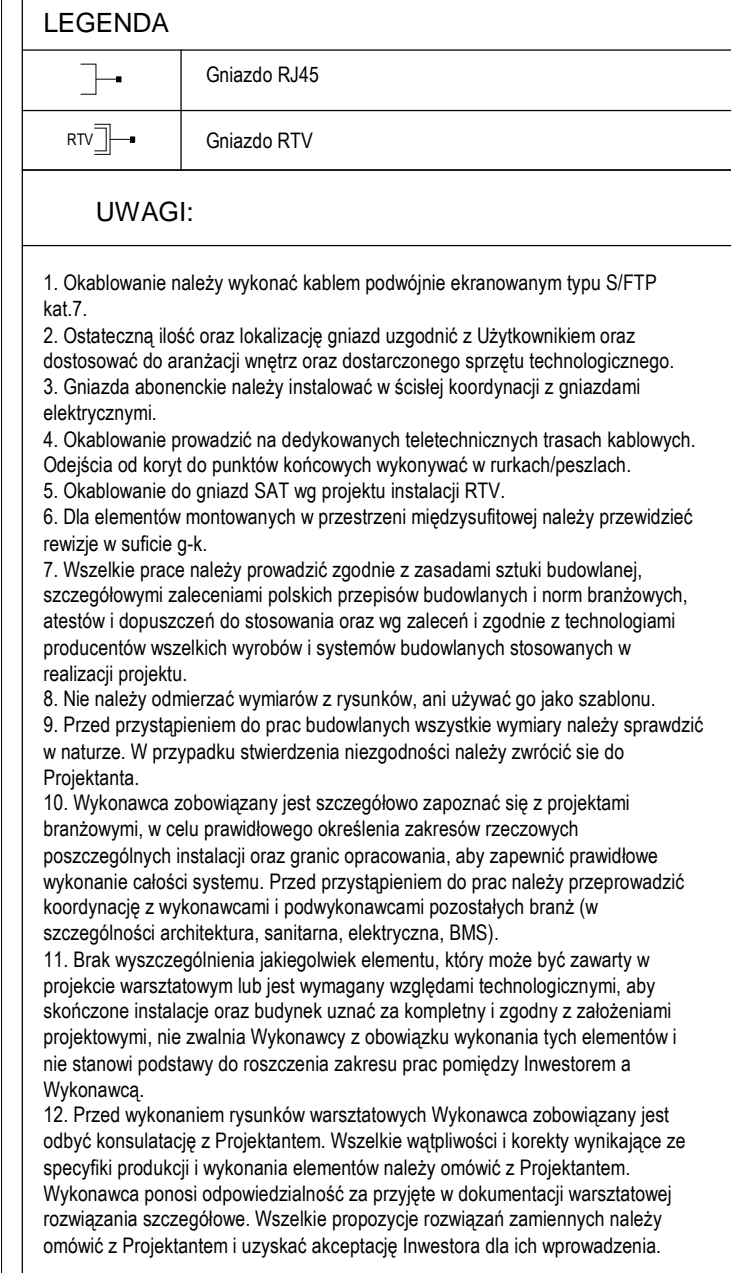 LEGENDA
Gniazdo RJ45
RTV
Gniazdo RTV
UWAGI:
1. Okablowanie należy wykonać kablem podwójnie ekranowanym typu S/FTP
kat.7.
2. Ostateczną ilość oraz lokalizację gniazd uzgodnić z Użytkownikiem oraz
dostosować do aranżacji wnętrz oraz dostarczonego sprzętu technologicznego.
3. Gniazda abonenckie należy instalować w ścisłej koordynacji z gniazdami
elektrycznymi.
4. Okablowanie prowadzić na dedykowanych teletechnicznych trasach kablowych.
Odejścia od koryt do punktów końcowych wykonywać w rurkach/peszlach.
5. Okablowanie do gniazd SAT wg projektu instalacji RTV.
6. Dla elementów montowanych w przestrzeni międzysufitowej należy przewidzieć
rewizje w suficie g-k.
7. Wszelkie prace należy prowadzić zgodnie z zasadami sztuki budowlanej,
szczegółowymi zaleceniami polskich przepisów budowlanych i norm branżowych,
atestów i dopuszczeń do stosowania oraz wg zaleceń i zgodnie z technologiami
producentów wszelkich wyrobów i systemów budowlanych stosowanych w
realizacji projektu.
8. Nie należy odmierzać wymiarów z rysunków, ani używać go jako szablonu.
9. Przed przystąpieniem do prac budowlanych wszystkie wymiary należy sprawdzić
w naturze. W przypadku stwierdzenia niezgodności należy zwrócić sie do
Projektanta.
10. Wykonawca zobowiązany jest szczegółowo zapoznać się z projektami
branżowymi, w celu prawidłowego określenia zakresów rzeczowych
poszczególnych instalacji oraz granic opracowania, aby zapewnić prawidłowe
wykonanie całości systemu. Przed przystąpieniem do prac należy przeprowadzić
koordynację z wykonawcami i podwykonawcami pozostałych branż (w
szczególności architektura, sanitarna, elektryczna, BMS).
11. Brak wyszczególnienia jakiegolwiek elementu, który może być zawarty w
projekcie warsztatowym lub jest wymagany względami technologicznymi, aby
skończone instalacje oraz budynek uznać za kompletny i zgodny z założeniami
projektowymi, nie zwalnia Wykonawcy z obowiązku wykonania tych elementów i
nie stanowi podstawy do roszczenia zakresu prac pomiędzy Inwestorem a
Wykonawcą.
12. Przed wykonaniem rysunków warsztatowych Wykonawca zobowiązany jest
odbyć konsulatację z Projektantem. Wszelkie wątpliwości i korekty wynikające ze
specyfiki produkcji i wykonania elementów należy omówić z Projektantem.
Wykonawca ponosi odpowiedzialność za przyjęte w dokumentacji warsztatowej
rozwiązania szczegółowe. Wszelkie propozycje rozwiązań zamiennych należy
omówić z Projektantem i uzyskać akceptację Inwestora dla ich wprowadzenia.